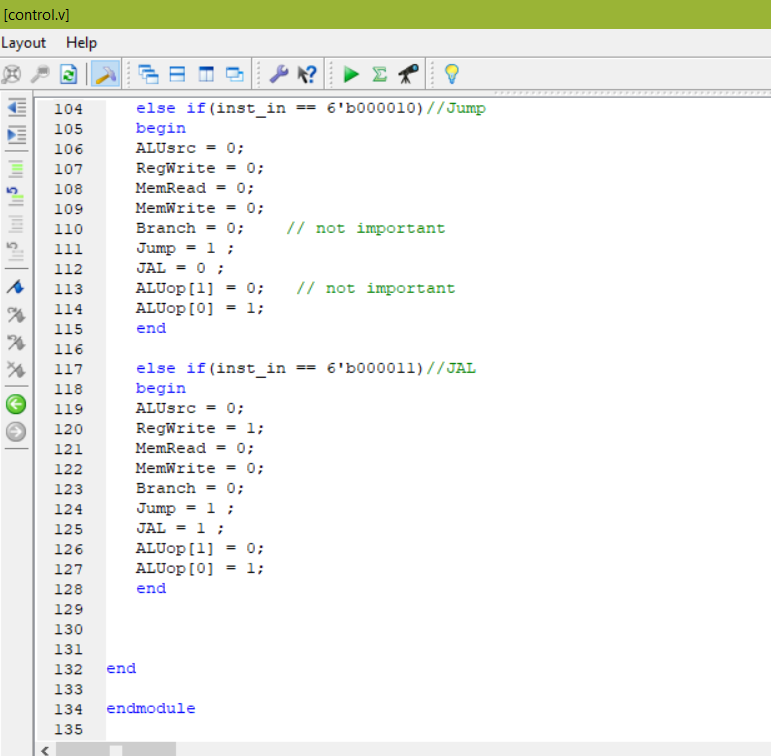 [control.v]
Layout Help
104 else if(inst_in == 6'b000010)//Jump
105 begin
106 ALUsrc = 0;
107 RegWrite = 0;
108 MemRead = 0;
109 MemWrite = 0;
110 Branch = 0; // not important
111 Jump = 1 ;
112 JAL = 0 ;
113 ALUop[1] = 0; // not important
114 ALUop[0] = 1;
115 end
116
117 else if(inst_in == 6'b000011)//JAL
118 begin
119 ALUsrc = 0;
120 RegWrite = 1;
121 MemRead = 0;
122 MemWrite = 0;
123 Branch = 0;
124 Jump = 1 ;
125 JAL = 1 ;
126 ALUop[1] = 0;
127 ALUop[0] = 1;
128 end
129
130
131
132 end
133
134 endmodule
135